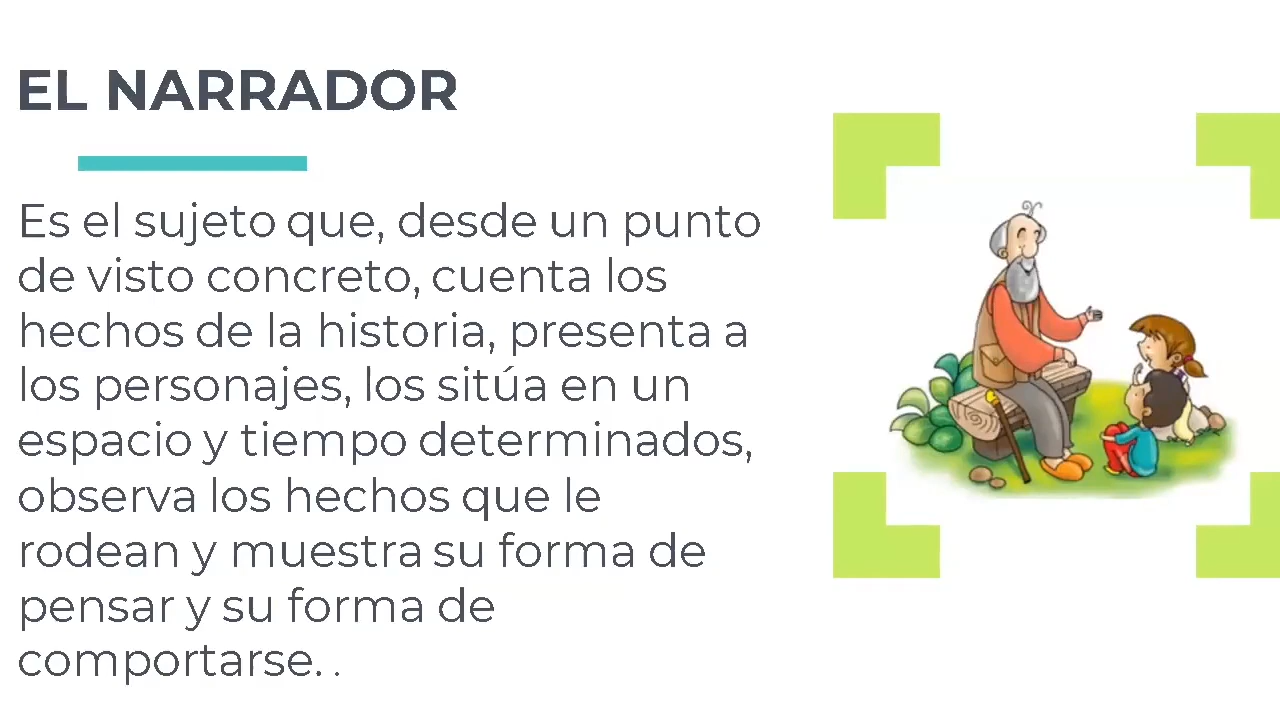 EL NARRADOR
Es el sujeto que, desde un punto
de visto concreto, cuenta los
hechos de la historia, presenta a
los personajes, los sitúa en un
espacio y tiempo determinados,
observa los hechos que le
rodean y muestra su forma de
pensar y su forma de
comportarse. .